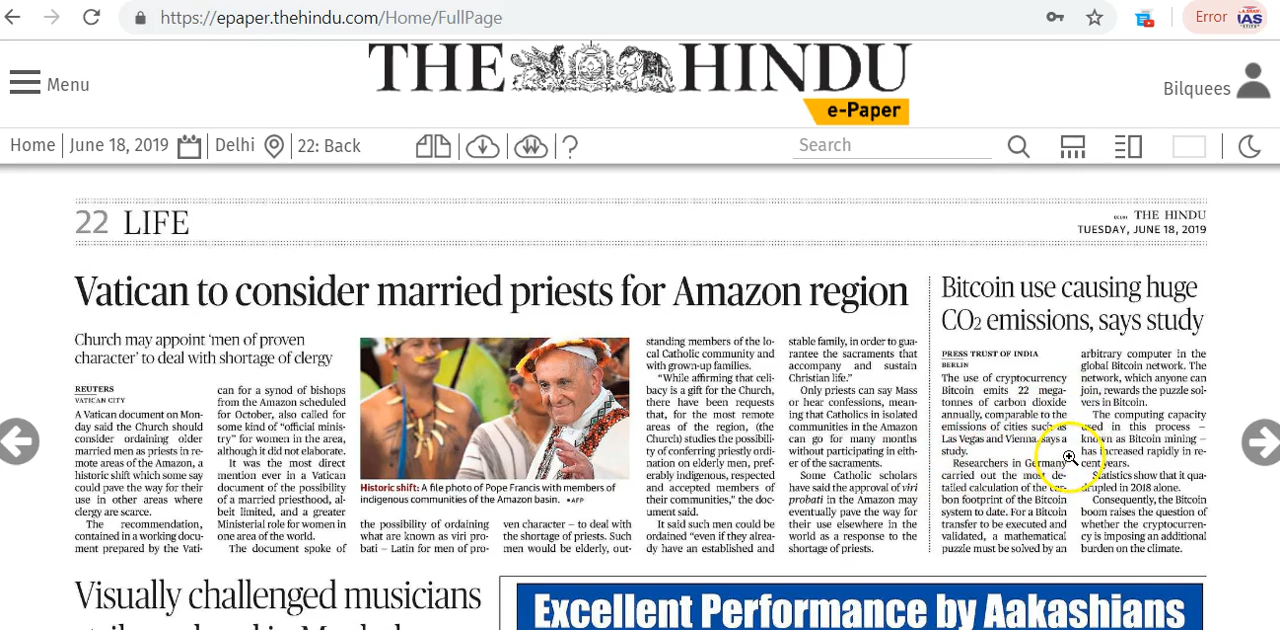 https://epaper.thehindu.com/Home/FullPage
Error
IAS
Menu
THE HINDU
e-Paper
Bilquees
Home
June 18, 2019
Delhi
22: Back
?
Search
22 LIFE
THE HINDU
TUESDAY, JUNE 18, 2019
Vatican to consider married priests for Amazon region
Church may appoint ‘men of proven
character’ to deal with shortage of clergy
REUTERS
VATICAN CITY
A Vatican document on Mon-
day said the Church should
consider ordaining older
married men as priests in re-
mote areas of the Amazon, a
historic shift which some say
could pave the way for their
use in other areas where
clergy are scarce.
The recommendation,
contained in a working docu-
ment prepared by the Vati-
can for a synod of bishops
from the Amazon scheduled
for October, also called for
some kind of “official minis-
try” for women in the area,
although it did not elaborate.
It was the most direct
mention ever in a Vatican
document of the possibility
of a married priesthood, al-
beit limited, and a greater
Ministerial role for women in
one area of the world.
The document spoke of
Historic shift: A file photo of Pope Francis with members of
indigenous communities of the Amazon basin. •AFP
the possibility of ordaining
what are known as viri pro-
bati – Latin for men of pro-
ven character – to deal with
the shortage of priests. Such
men would be elderly, out-
standing members of the lo-
cal Catholic community and
with grown-up families.
“While affirming that celi-
bacy is a gift for the Church,
there have been requests
that, for the most remote
areas of the region, (the
Church) studies the possibili-
ty of conferring priestly ordi-
nation on elderly men, pref-
erably indigenous, respected
and accepted members of
their communities,” the doc-
ument said.
It said such men could be
ordained “even if they alrea-
dy have an established and
stable family, in order to gua-
rantee the sacraments that
accompany and sustain
Christian life.”
Only priests can say Mass
or hear confessions, mean-
ing that Catholics in isolated
communities in the Amazon
can go for many months
without participating in eith-
er of the sacraments.
Some Catholic scholars
have said the approval of viri
probati in the Amazon may
eventually pave the way for
their use elsewhere in the
world as a response to the
shortage of priests.
Bitcoin use causing huge
CO2 emissions, says study
PRESS TRUST OF INDIA
BERLIN
The use of cryptocurrency
Bitcoin emits 22 mega-
tonnes of carbon dioxide
annually, comparable to the
emissions of cities such as
Las Vegas and Vienna, says a
study.
Researchers in Germany
carried out the most de-
tailed calculation of the car-
bon footprint of the Bitcoin
system to date. For a Bitcoin
transfer to be executed and
validated, a mathematical
puzzle must be solved by an
arbitrary computer in the
global Bitcoin network. The
network, which anyone can
join, rewards the puzzle sol-
vers in Bitcoin.
The computing capacity
used in this process –
known as Bitcoin mining –
has increased rapidly in re-
cent years.
Statistics show that it qua-
drupled in 2018 alone.
Consequently, the Bitcoin
boom raises the question of
whether the cryptocurren-
cy is imposing an additional
burden on the climate.
Visually challenged musicians
Excellent Performance by Aakashians